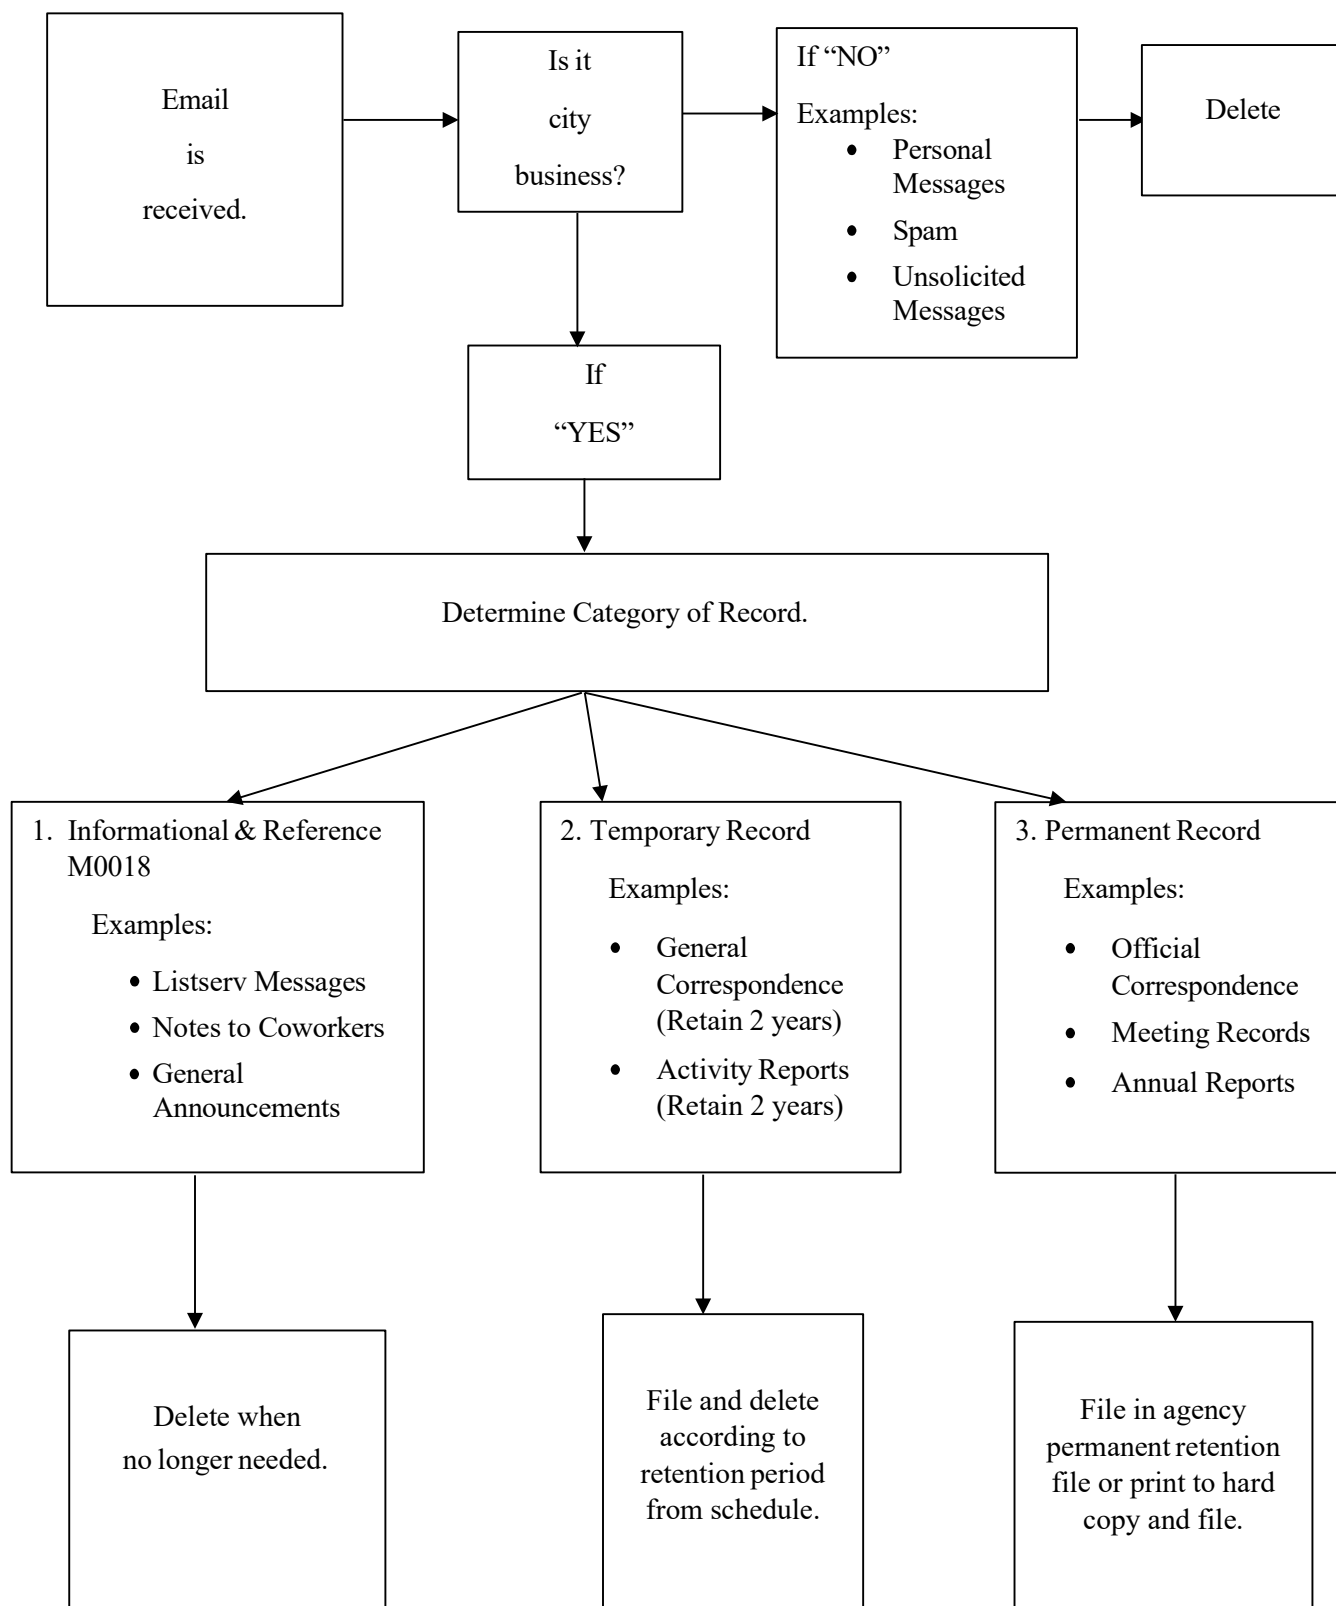 Email
is
received.
Is it
city
business?
If “NO”
Examples:
• Personal
Messages
• Spam
• Unsolicited
Messages
Delete
If
“YES”
Determine Category of Record.
1. Informational & Reference
M0018
Examples:
• Listserv Messages
• Notes to Coworkers
• General
Announcements
2. Temporary Record
Examples:
• General
Correspondence
(Retain 2 years)
• Activity Reports
(Retain 2 years)
3. Permanent Record
Examples:
• Official
Correspondence
• Meeting Records
• Annual Reports
Delete when
no longer needed.
File and delete
according to
retention period
from schedule.
File in agency
permanent retention
file or print to hard
copy and file.